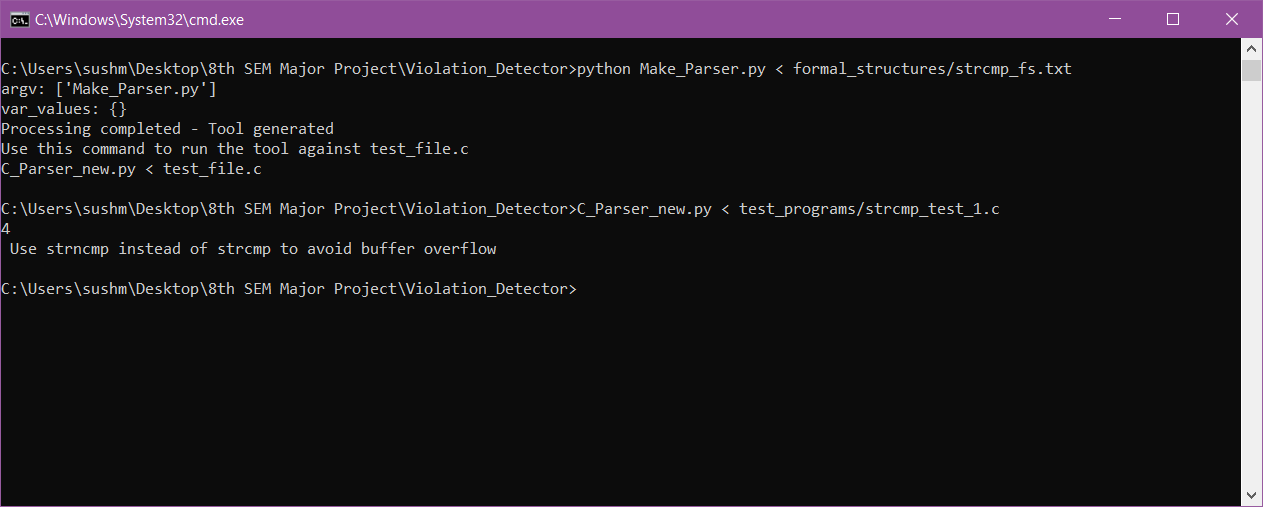 C:\Windows\System32\cmd.exe
C:\Users\sushm\Desktop\8th SEM Major Project\Violation_Detector>python Make_Parser.py < formal_structures/strcmp_fs.txt
argv: ['Make_Parser.py']
var_values: {}
Processing completed - Tool generated
Use this command to run the tool against test_file.c
C_Parser_new.py < test_file.c
C:\Users\sushm\Desktop\8th SEM Major Project\Violation_Detector>C_Parser_new.py < test_programs/strcmp_test_1.c
4
Use strncmp instead of strcmp to avoid buffer overflow
C:\Users\sushm\Desktop\8th SEM Major Project\Violation_Detector>